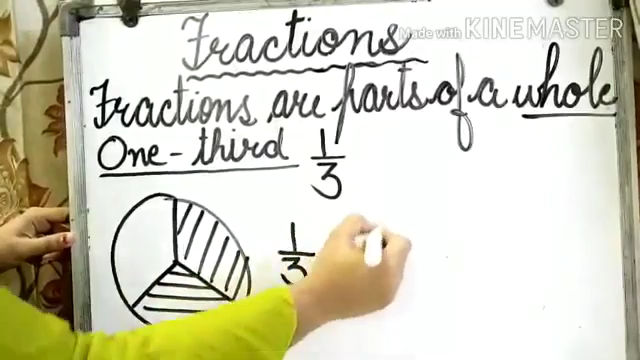 Made with KINEMASTER
Fractions
Fractions are parts of a whole
One-third 1/3
1/3